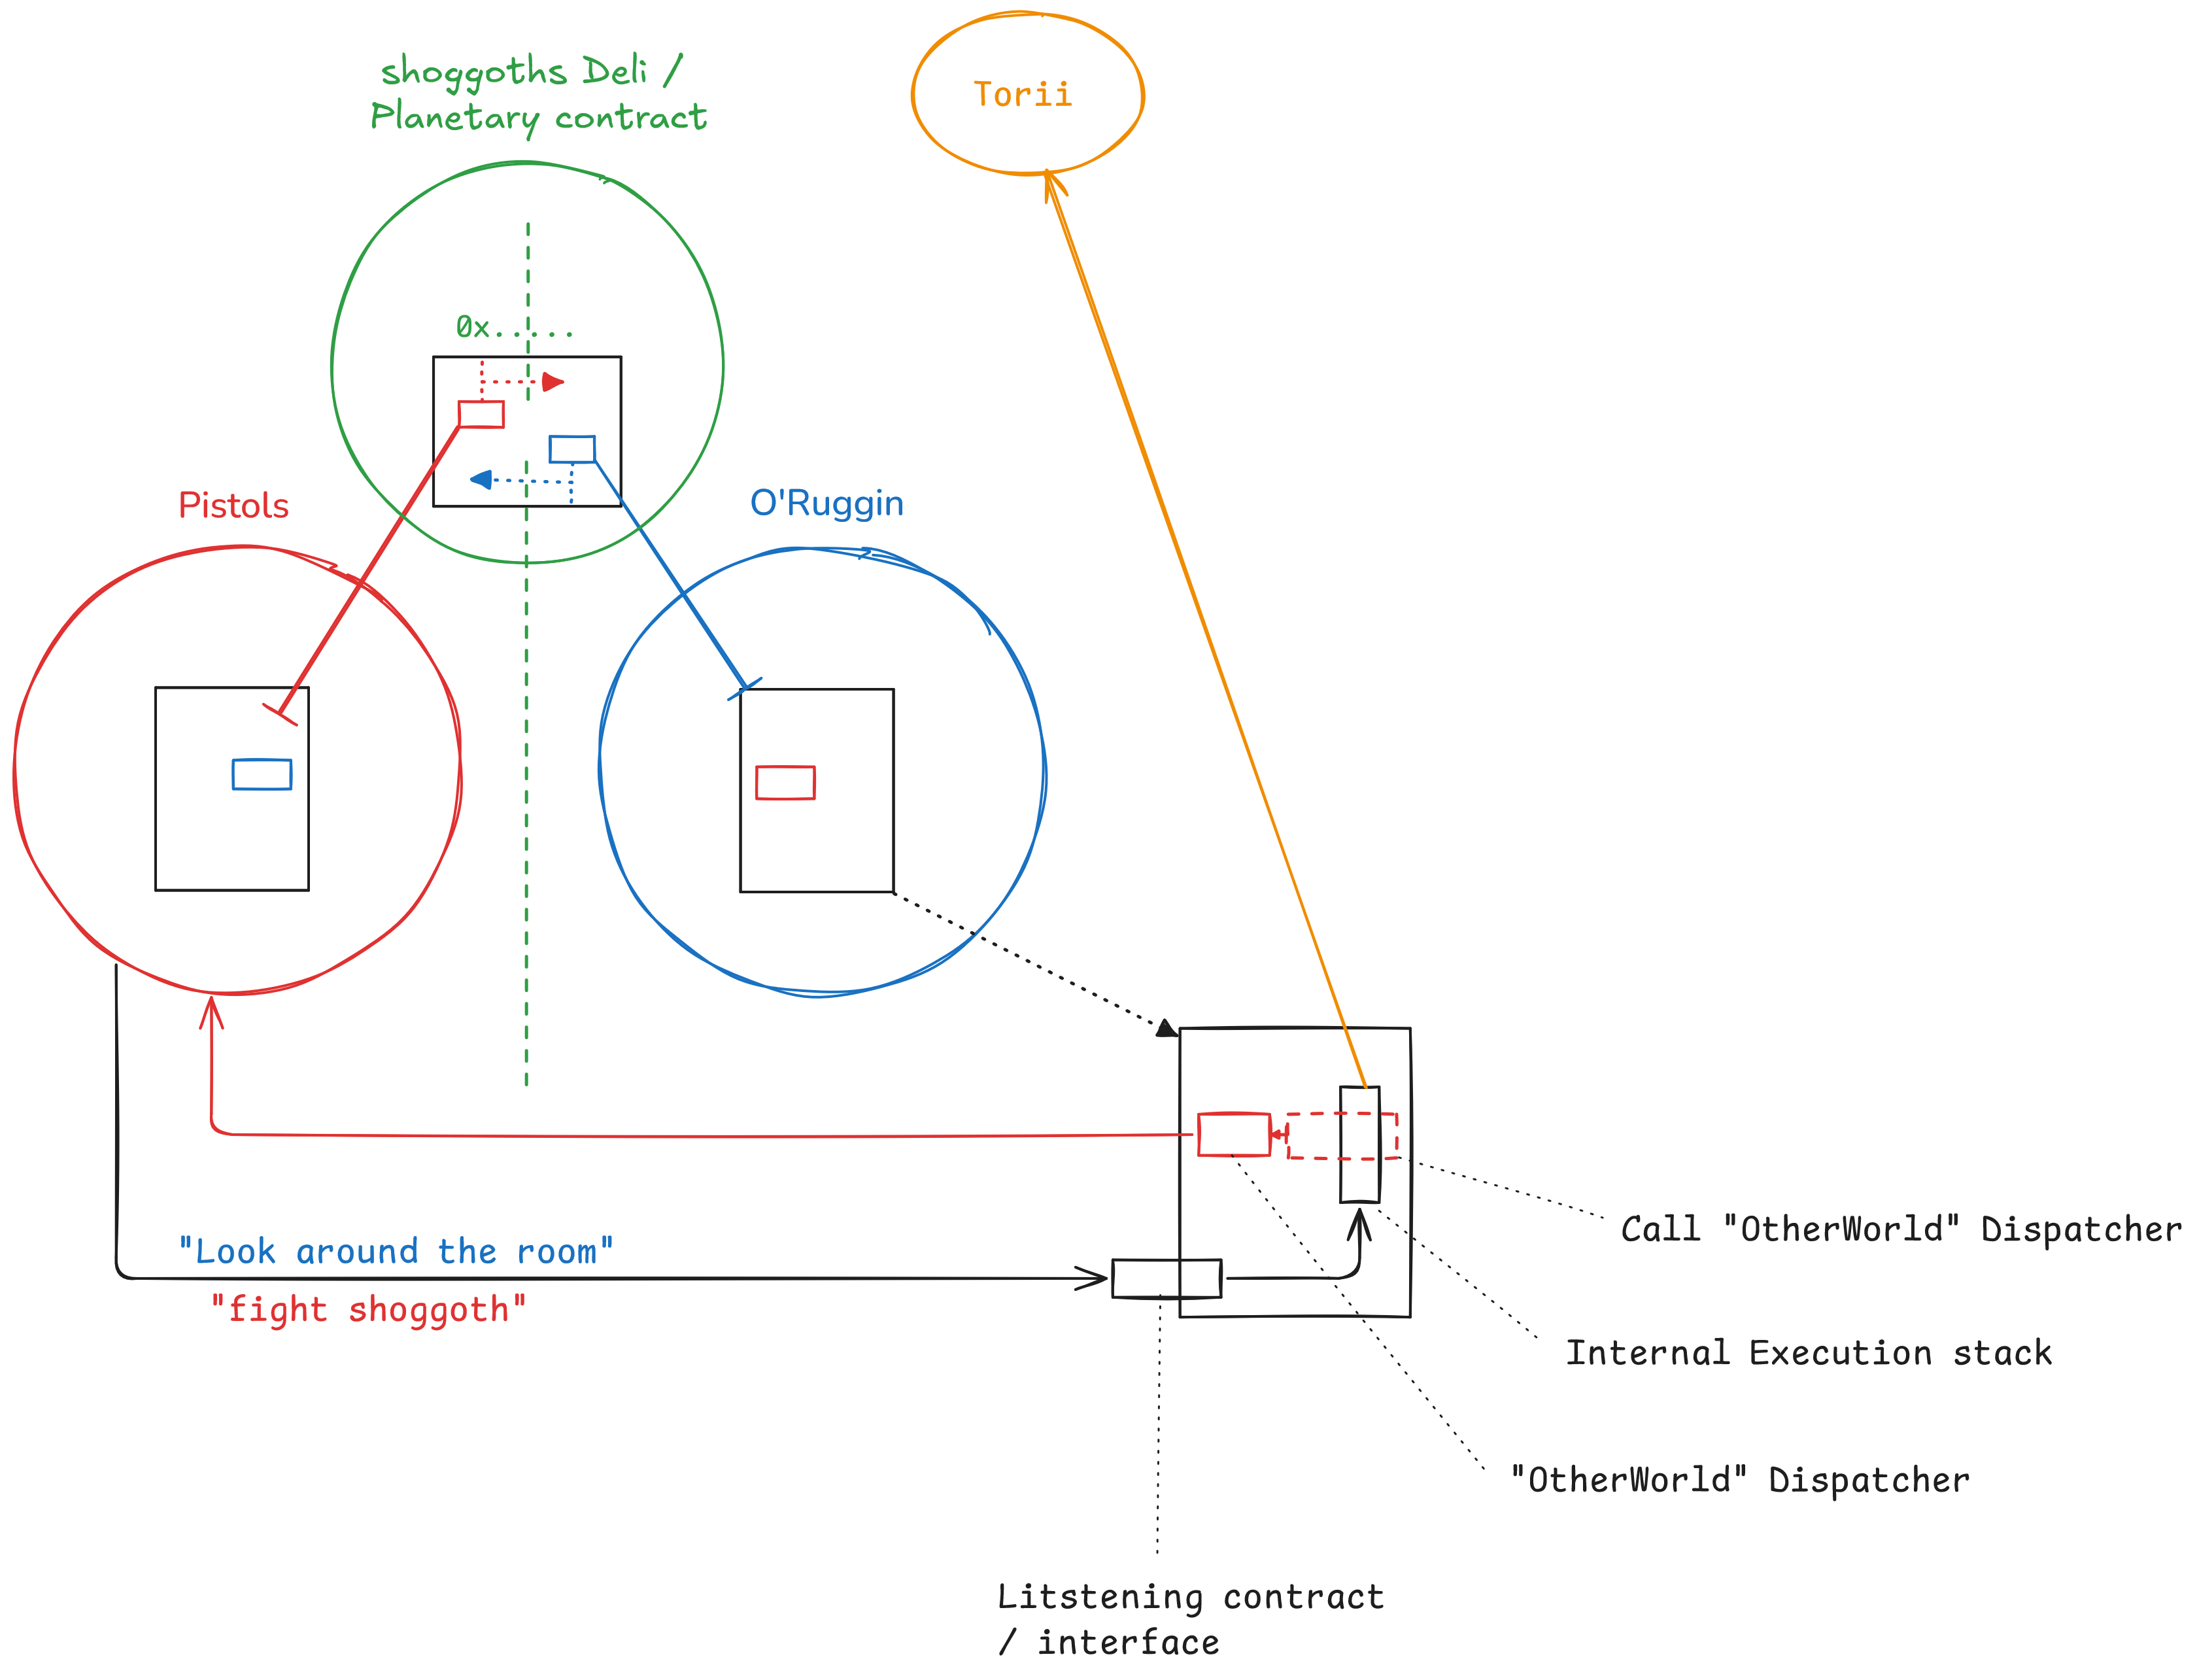 shoggoths Deli /
Planetary contract
Torii
0x.....
Pistols
O'Ruggin
"Look around the room"
"fight shoggoth"
Call "OtherWorld" Dispatcher
Internal Execution stack
"OtherWorld" Dispatcher
Litstening contract
/ interface